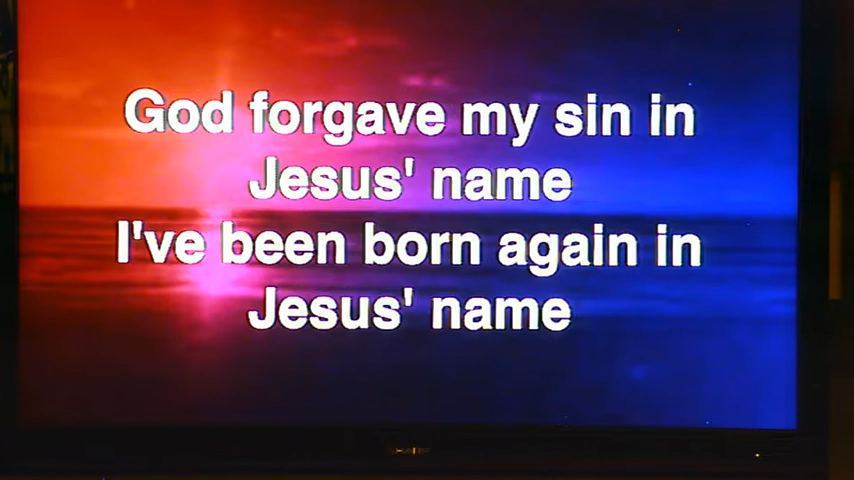 God forgave my sin in
Jesus' name
I've been born again in
Jesus' name